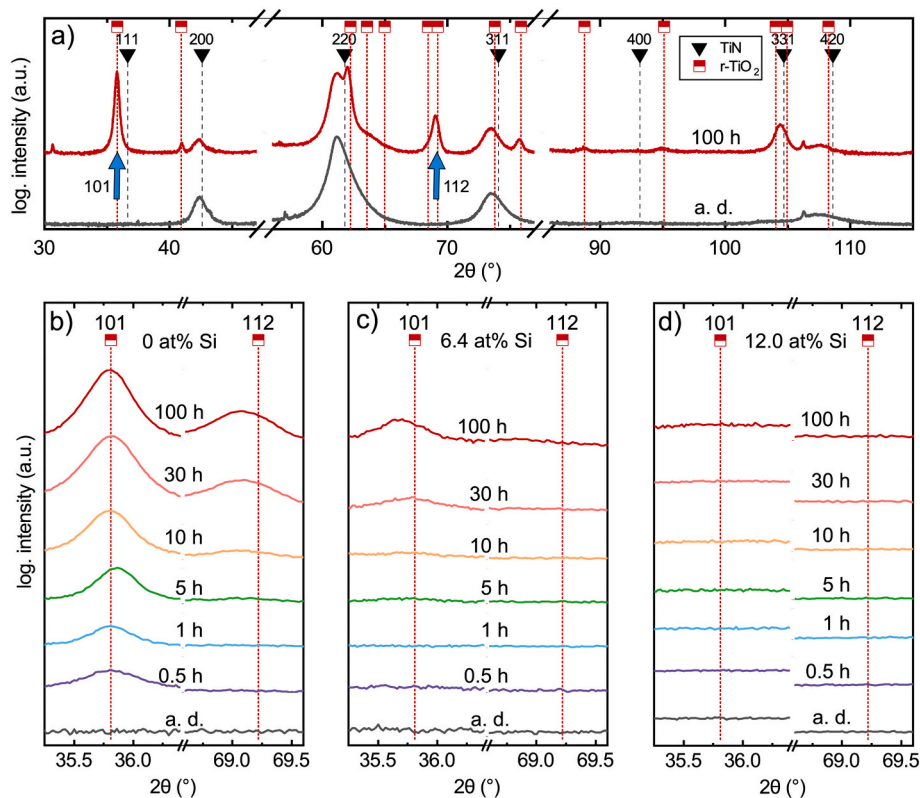 a)
111 200 220 311 400 331 420
TiN
r-TiO2
100 h
101 112
a. d.
log. intensity (a.u.)
30 40 60 70 90 100 110
2θ (°)
b) 101 112
0 at% Si
100 h
30 h
10 h
5 h
1 h
0.5 h
a. d.
log. intensity (a.u.)
35.5 36.0 69.0 69.5
2θ (°)
c) 101 112
6.4 at% Si
100 h
30 h
10 h
5 h
1 h
0.5 h
a. d.
35.5 36.0 69.0 69.5
2θ (°)
d) 101 112
12.0 at% Si
100 h
30 h
10 h
5 h
1 h
0.5 h
a. d.
35.5 36.0 69.0 69.5
2θ (°)